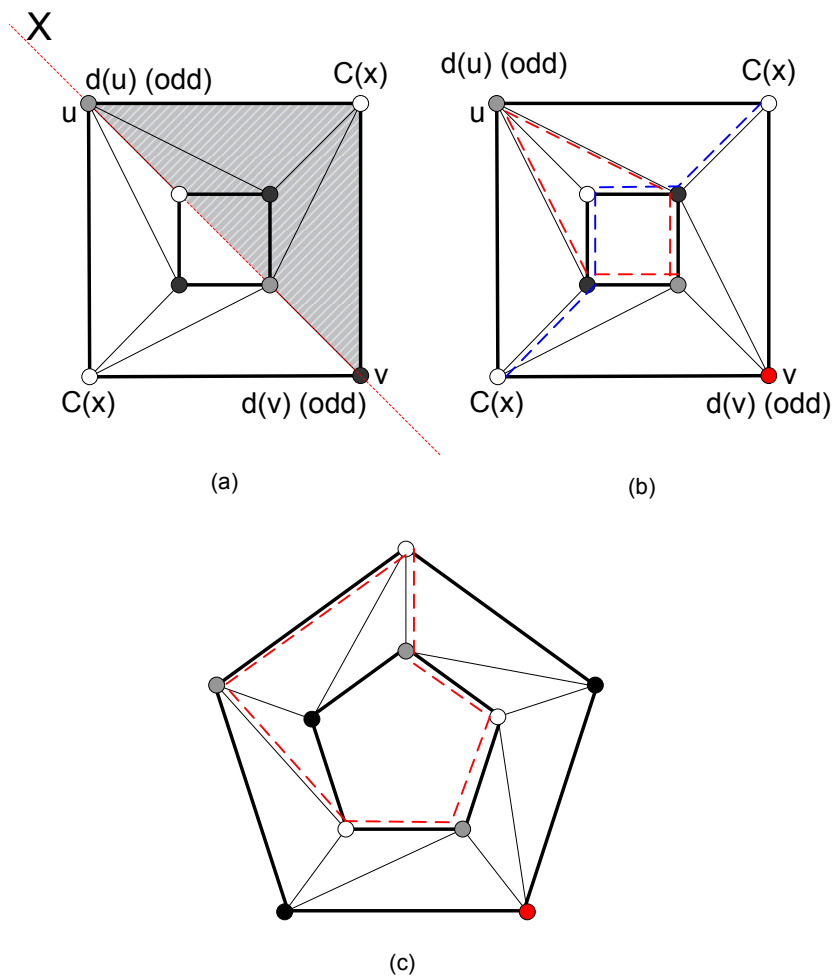 X
d(u) (odd)
C(x)
u
v
C(x)
d(v) (odd)
(a)
d(u) (odd)
C(x)
u
v
C(x)
d(v) (odd)
(b)
(c)